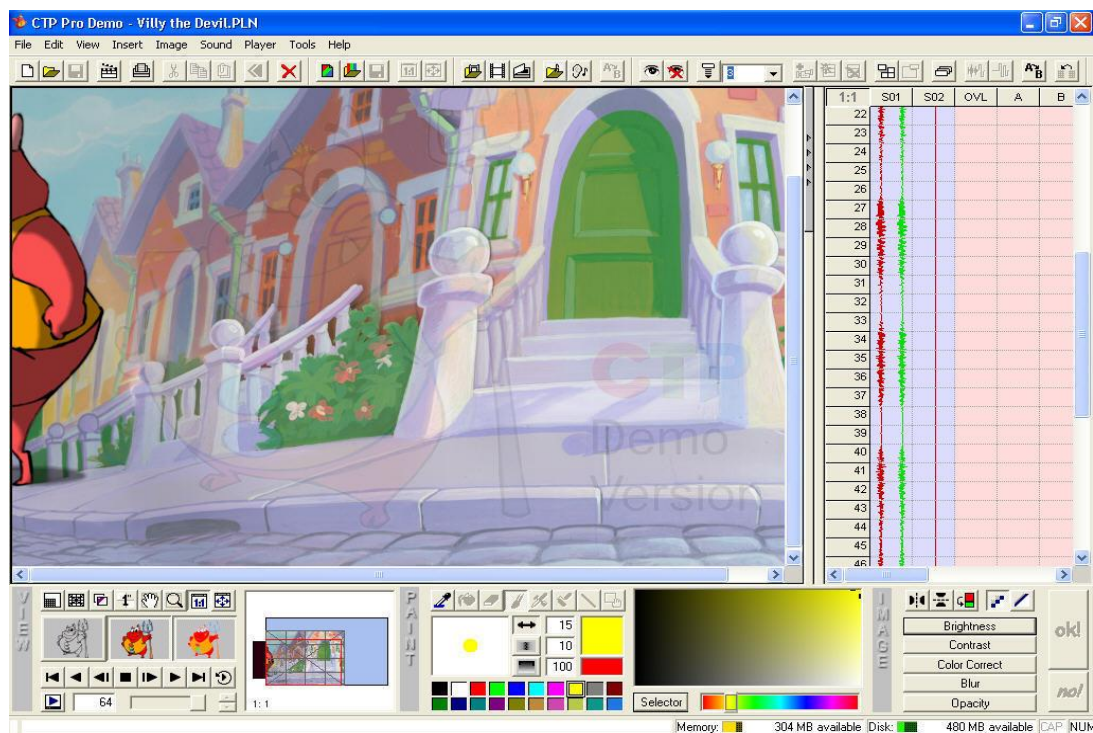 CTP Pro Demo - Villy the Devil.PLN
File Edit View Insert Image Sound Player Tools Help
1:1 S01 S02 OVL A B
22
23
24
25
26
27
28
29
30
31
32
33
34
35
36
37
38
39
40
41
42
43
44
45
46
CTP
Demo
Version
VIEW
64
1:1
PAINT
15
10
100
Selector
IMAGE
Brightness
Contrast
Color Correct
Blur
Opacity
ok!
no!
Memory: 304 MB available Disk: 480 MB available CAP NUM